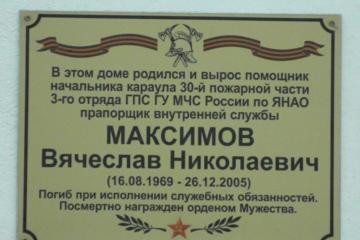 В этом доме родился и вырос помощник
начальника караула 30-й пожарной части
3-го отряда ГПС ГУ МЧС России по ЯНАО
прапорщик внутренней службы
МАКСИМОВ
Вячеслав Николаевич
(16.08.1969 - 26.12.2005)
Погиб при исполнении служебных обязанностей.
Посмертно награжден орденом Мужества.